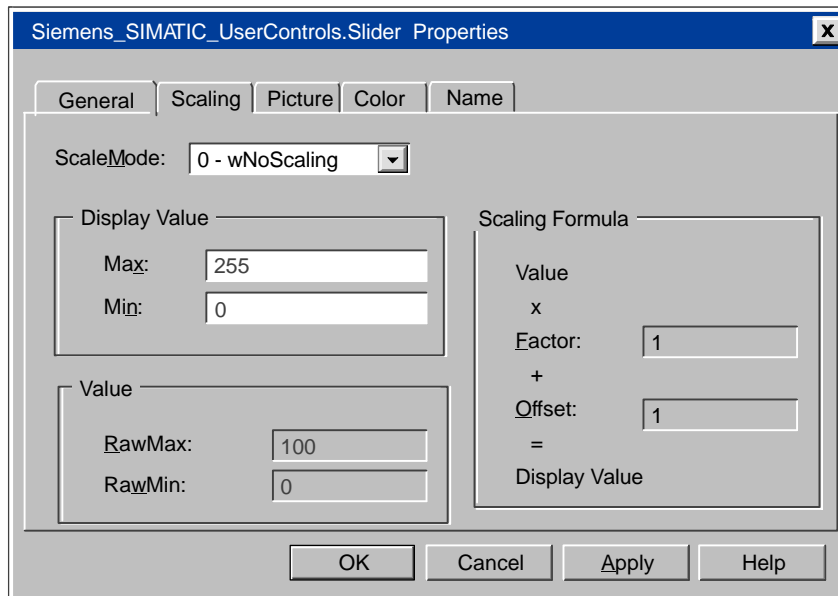 Siemens_SIMATIC_UserControls.Slider Properties
General Scaling Picture Color Name
ScaleMode: 0 - wNoScaling
Display Value
Max: 255
Min: 0
Value
RawMax: 100
RawMin: 0
Scaling Formula
Value
x
Factor: 1
+
Offset: 1
=
Display Value
OK Cancel Apply Help